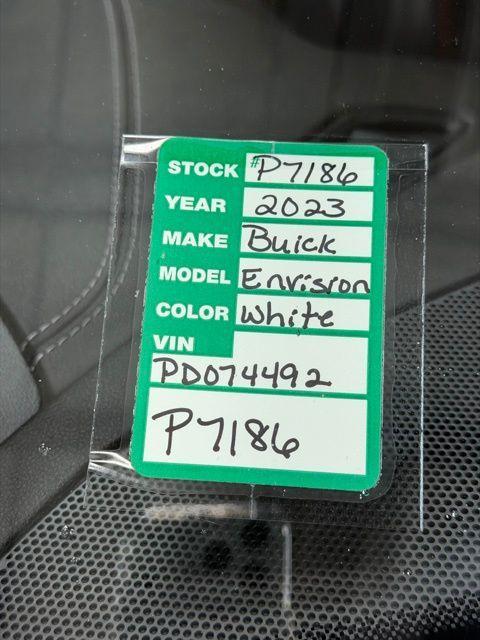 STOCK # P7186
YEAR 2023
MAKE Buick
MODEL Envision
COLOR White
VIN
PD074492
P7186